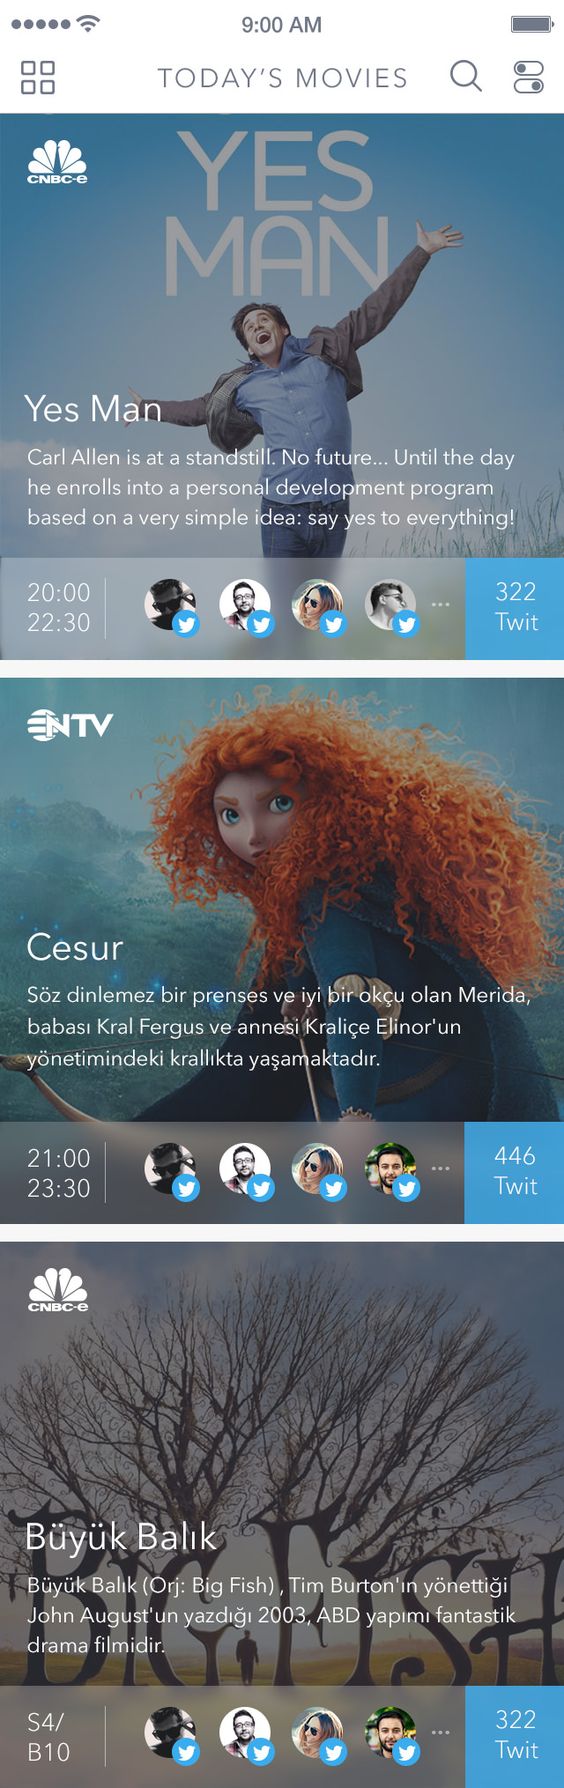 9:00 AM
TODAY'S MOVIES
YES
MAN
CNBC-e
Yes Man
Carl Allen is at a standstill. No future... Until the day
he enrolls into a personal development program
based on a very simple idea: say yes to everything!
20:00
22:30
322
Twit
NTV
Cesur
Söz dinlemez bir prenses ve iyi bir okçu olan Merida,
babası Kral Fergus ve annesi Kraliçe Elinor'un
yönetimindeki krallıkta yaşamaktadır.
21:00
23:30
446
Twit
CNBC-e
Büyük Balık
BIG FISH
Büyük Balık (Orj: Big Fish) , Tim Burton'ın yönettiği
John August'un yazdığı 2003, ABD yapımı fantastik
drama filmidir.
S4/
B10
322
Twit